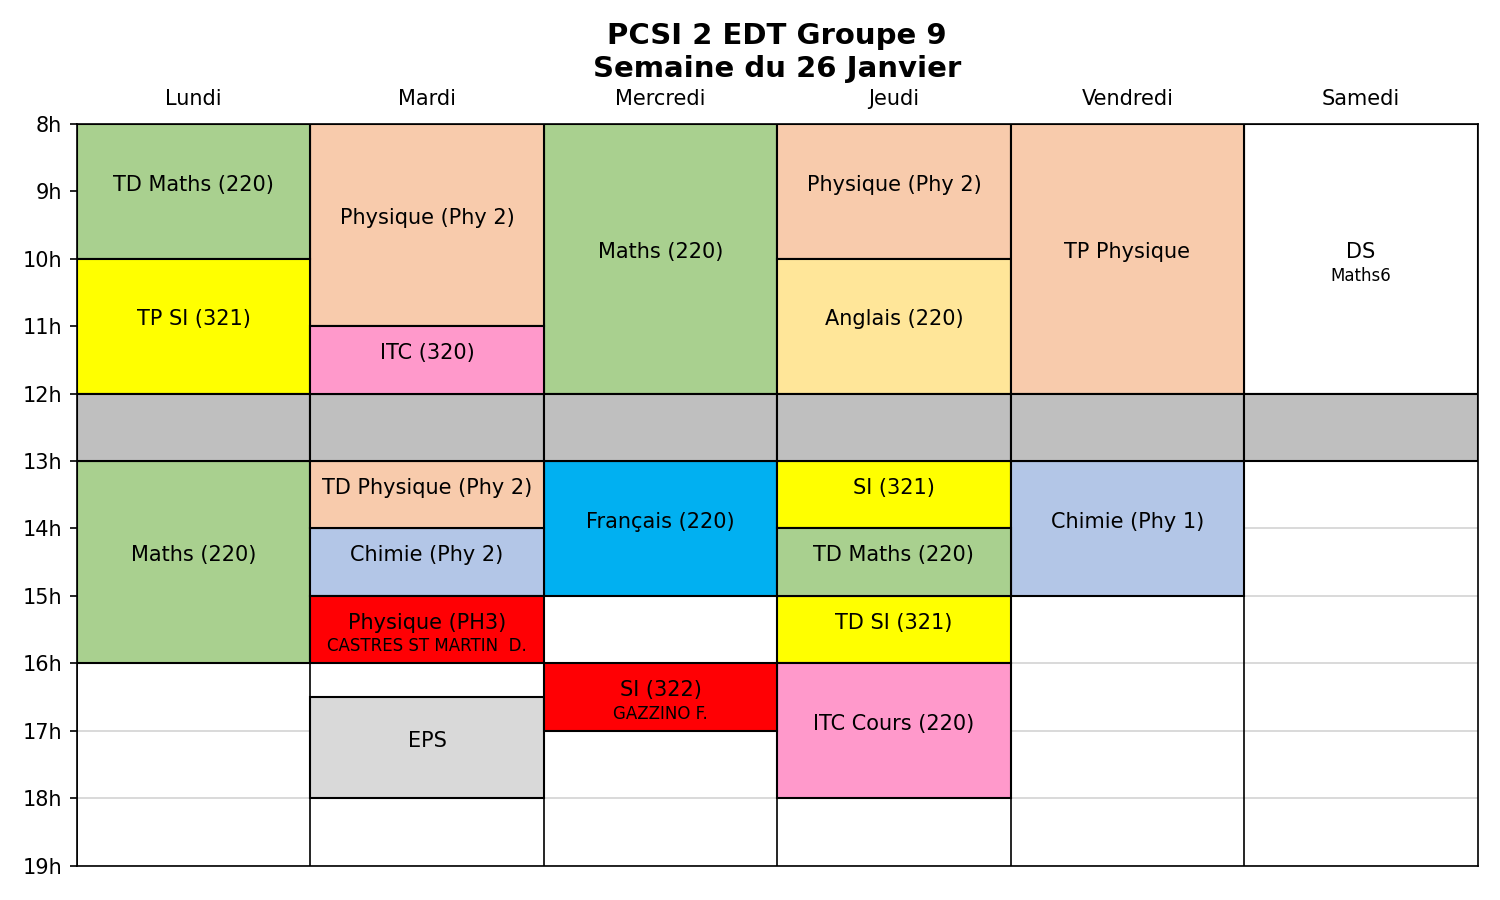 PCSI 2 EDT Groupe 9
Semaine du 26 Janvier
Lundi Mardi Mercredi Jeudi Vendredi Samedi
8h
9h
10h
11h
12h
13h
14h
15h
16h
17h
18h
19h
TD Maths (220)
TP SI (321)
Maths (220)
Physique (Phy 2)
ITC (320)
TD Physique (Phy 2)
Chimie (Phy 2)
Physique (PH3)
CASTRES ST MARTIN  D.
EPS
Maths (220)
Français (220)
SI (322)
GAZZINO F.
Physique (Phy 2)
Anglais (220)
SI (321)
TD Maths (220)
TD SI (321)
ITC Cours (220)
TP Physique
Chimie (Phy 1)
DS
Maths6